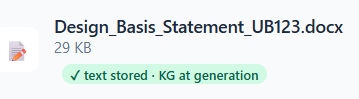 Design_Basis_Statement_UB123.docx
29 KB
✓ text stored · KG at generation